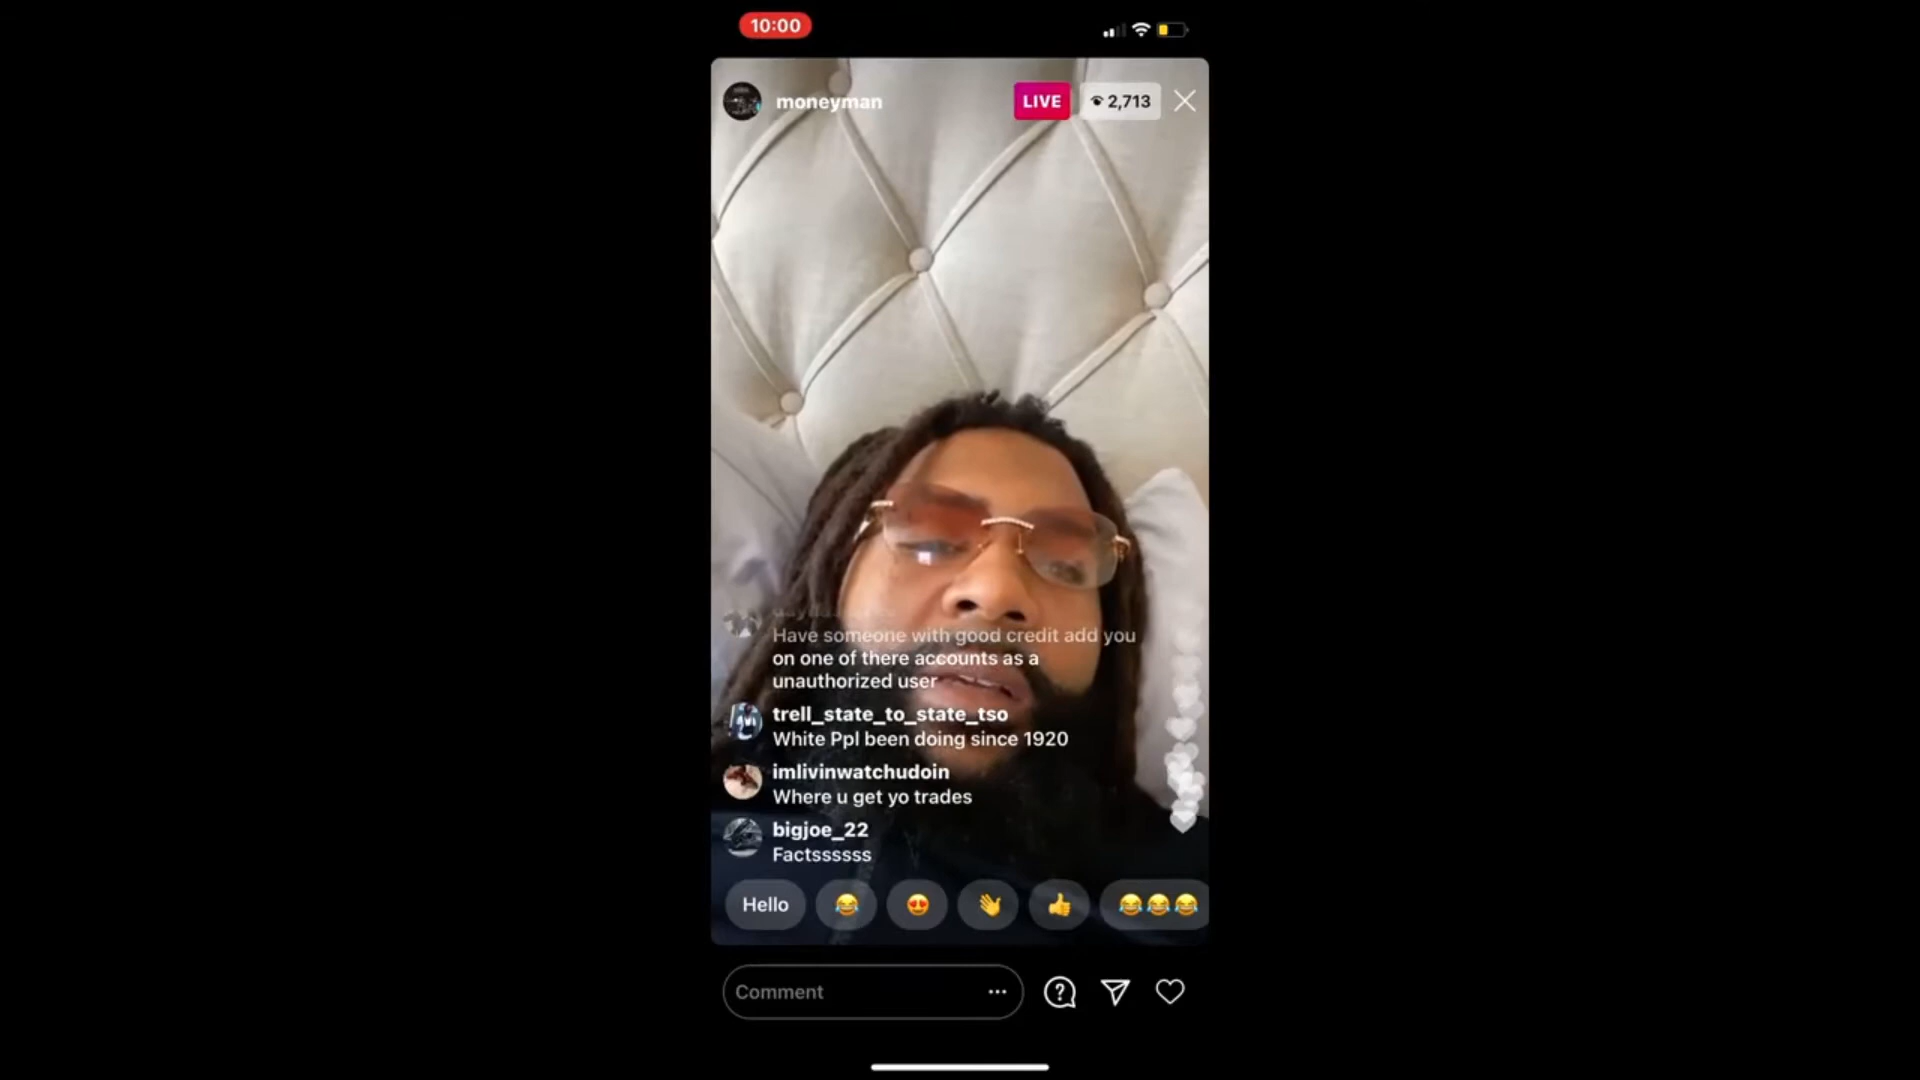 10:00
moneyman
LIVE
2,713
Have someone with good credit add you
on one of there accounts as a
unauthorized user
trell_state_to_state_tso
White Ppl been doing since 1920
imlivinwatchudoin
Where u get yo trades
bigjoe_22
Factssssss
Hello
Comment